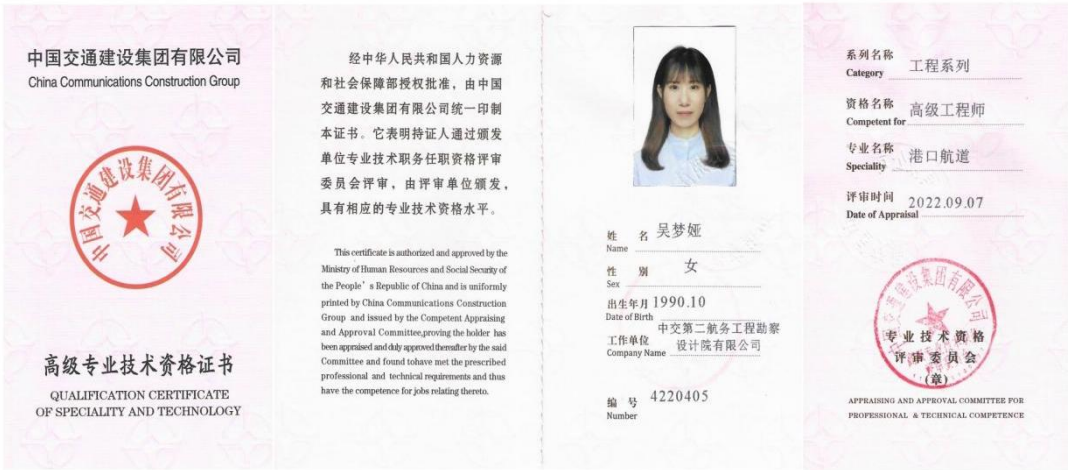 中国交通建设集团有限公司
China Communications Construction Group
中国交通建设集团有限公司
高级专业技术资格证书
QUALIFICATION CERTIFICATE
OF SPECIALITY AND TECHNOLOGY
经中华人民共和国人力资源
和社会保障部授权批准，由中国
交通建设集团有限公司统一印制
本证书。它表明持证人通过颁发
单位专业技术职务任职资格评审
委员会评审，由评审单位颁发，
具有相应的专业技术资格水平。
This certificate is authorized and approved by the
Ministry of Human Resources and Social Security of
the People's Republic of China and is uniformly
printed by China Communications Construction
Group and issued by the Competent Appraising
and Approval Committee,proving the holder has
been appraised and duly approved thereafter by the said
Committee and found tohave met the prescribed
professional and technical requirements and thus
have the competence for jobs relating thereto.
姓 名 吴梦娅
Name
性 别 女
Sex
出生年月 1990.10
Date of Birth
工作单位 中交第二航务工程勘察
Company Name 设计院有限公司
编 号 4220405
Number
系列名称 工程系列
Category
资格名称 高级工程师
Competent for
专业名称 港口航道
Speciality
评审时间 2022.09.07
Date of Appraisal
中国交通建设集团有限公司
专业技术资格
评审委员会
(章)
APPRAISING AND APPROVAL COMMITTEE FOR
PROFESSIONAL & TECHNICAL COMPETENCE